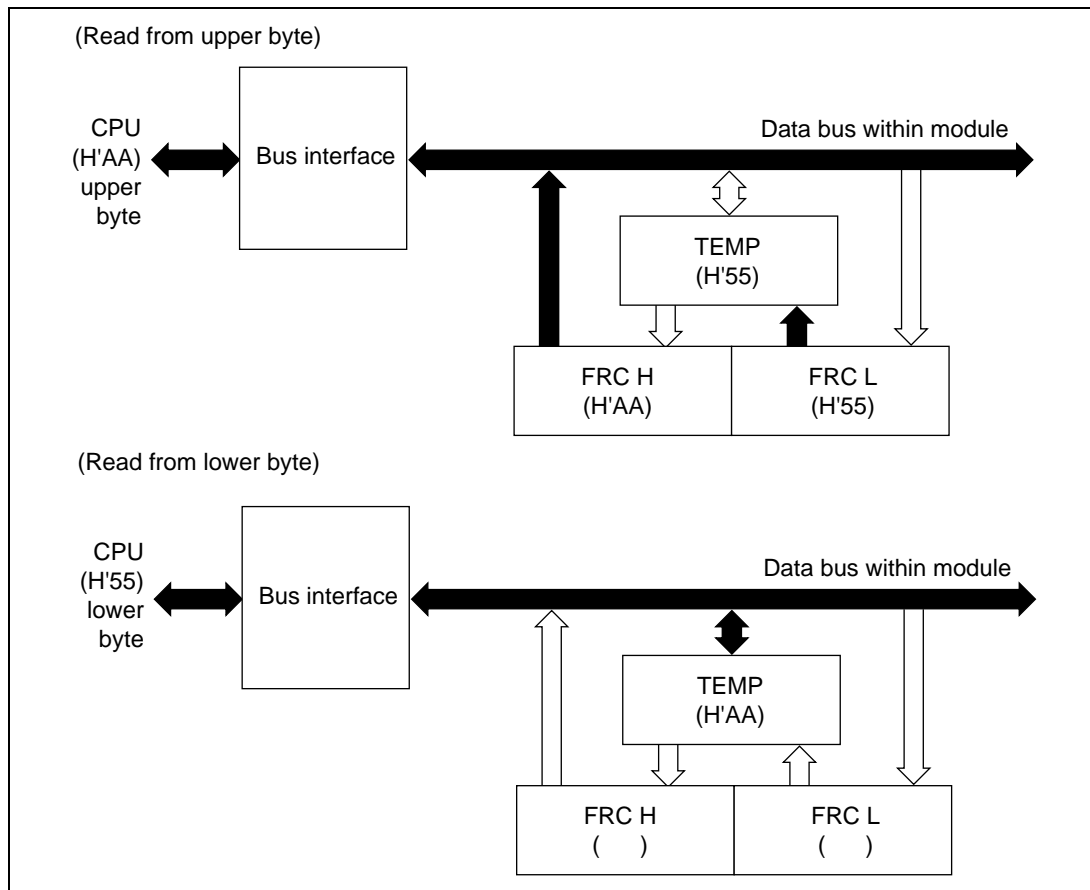 (Read from upper byte)
CPU
(H'AA)
upper
byte
Bus interface
Data bus within module
TEMP
(H'55)
FRC H
(H'AA)
FRC L
(H'55)
(Read from lower byte)
CPU
(H'55)
lower
byte
Bus interface
Data bus within module
TEMP
(H'AA)
FRC H
(    )
FRC L
(    )